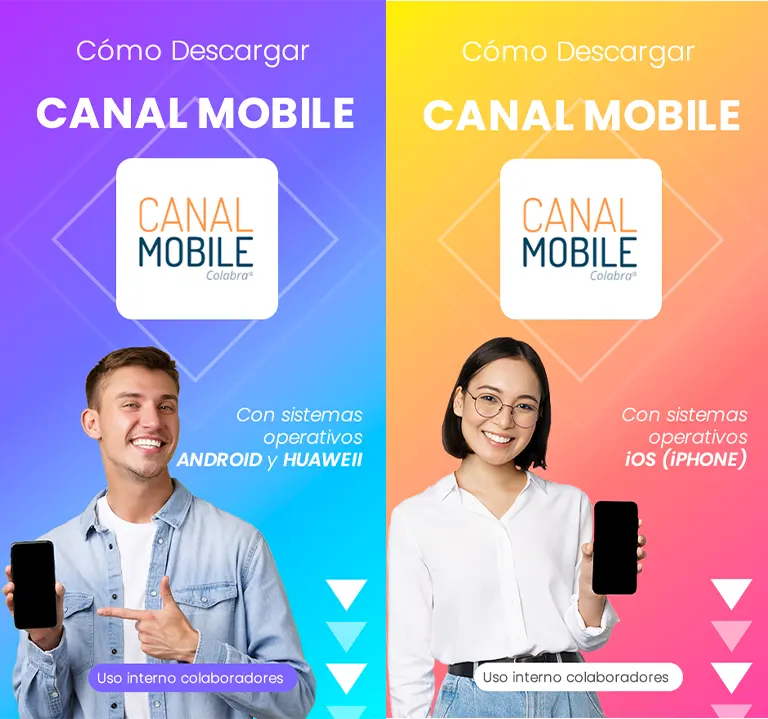 Cómo Descargar
CANAL MOBILE
CANAL
MOBILE
Colabra®
Con sistemas
operativos
ANDROID y HUAWEII
Uso interno colaboradores
Cómo Descargar
CANAL MOBILE
CANAL
MOBILE
Colabra®
Con sistemas
operativos
iOS (iPHONE)
Uso interno colaboradores